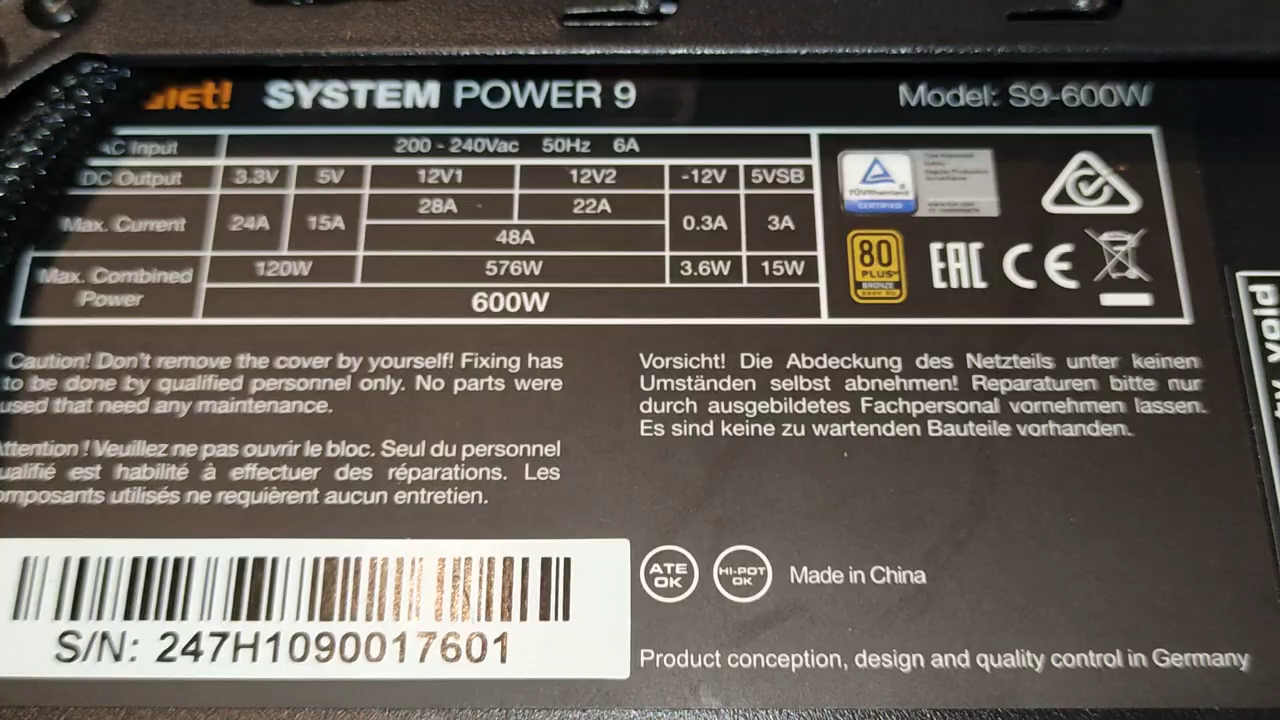 SYSTEM POWER 9 Model: S9-600W
AC Input 200 - 240Vac 50Hz 6A
DC Output 3.3V 5V 12V1 12V2 -12V 5VSB
Max. Current 24A 15A 28A 22A 0.3A 3A
48A
Max. Combined Power 120W 576W 3.6W 15W
600W
TÜVRheinland
CERTIFIED
80
PLUS
BRONZE
EAC CE
Caution! Don't remove the cover by yourself! Fixing has
to be done by qualified personnel only. No parts were
used that need any maintenance.
Attention ! Veuillez ne pas ouvrir le bloc. Seul du personnel
qualifié est habilité à effectuer des réparations. Les
composants utilisés ne requièrent aucun entretien.
Vorsicht! Die Abdeckung des Netzteils unter keinen
Umständen selbst abnehmen! Reparaturen bitte nur
durch ausgebildetes Fachpersonal vornehmen lassen.
Es sind keine zu wartenden Bauteile vorhanden.
S/N: 247H1090017601
ATE
OK
HI-POT
OK
Made in China
Product conception, design and quality control in Germany
void